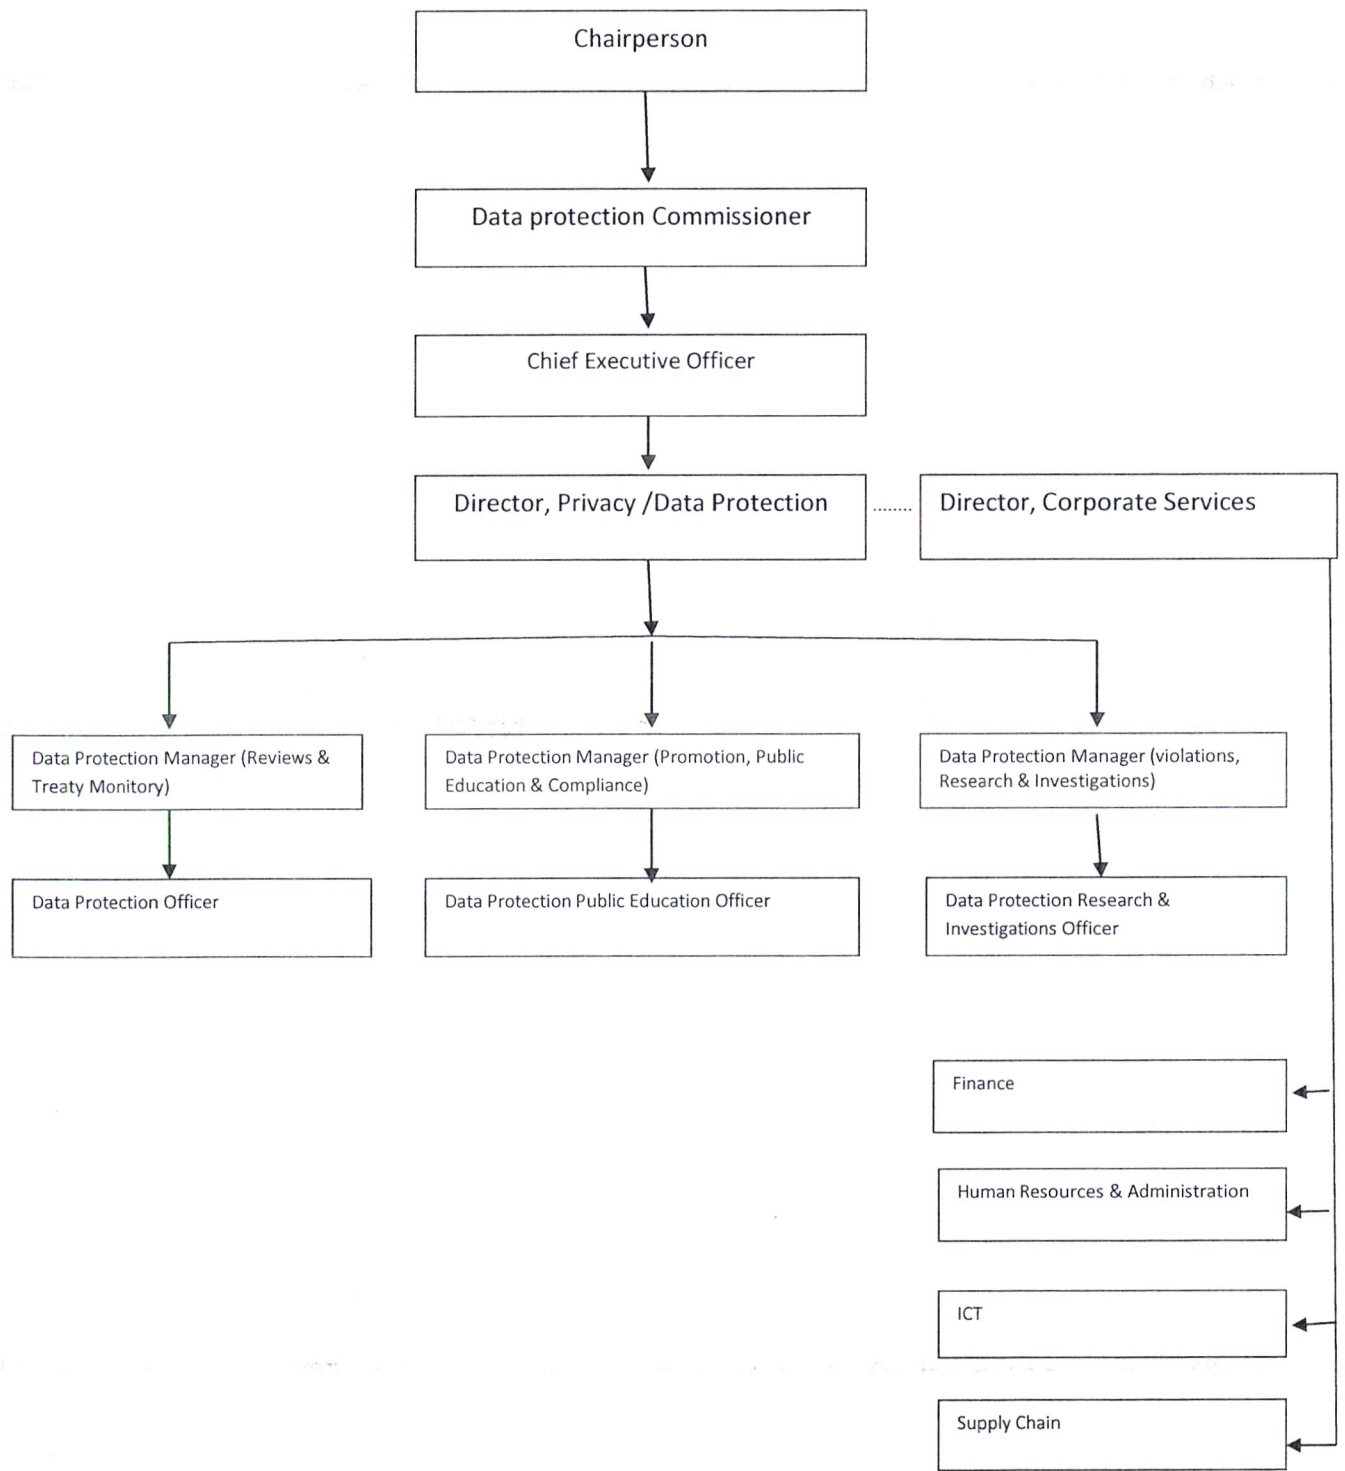 Chairperson
Data protection Commissioner
Chief Executive Officer
Director, Privacy /Data Protection ........ Director, Corporate Services
Data Protection Manager (Reviews &
Treaty Monitory)
Data Protection Manager (Promotion, Public
Education & Compliance)
Data Protection Manager (violations,
Research & Investigations)
Data Protection Officer
Data Protection Public Education Officer
Data Protection Research &
Investigations Officer
Finance
Human Resources & Administration
ICT
Supply Chain